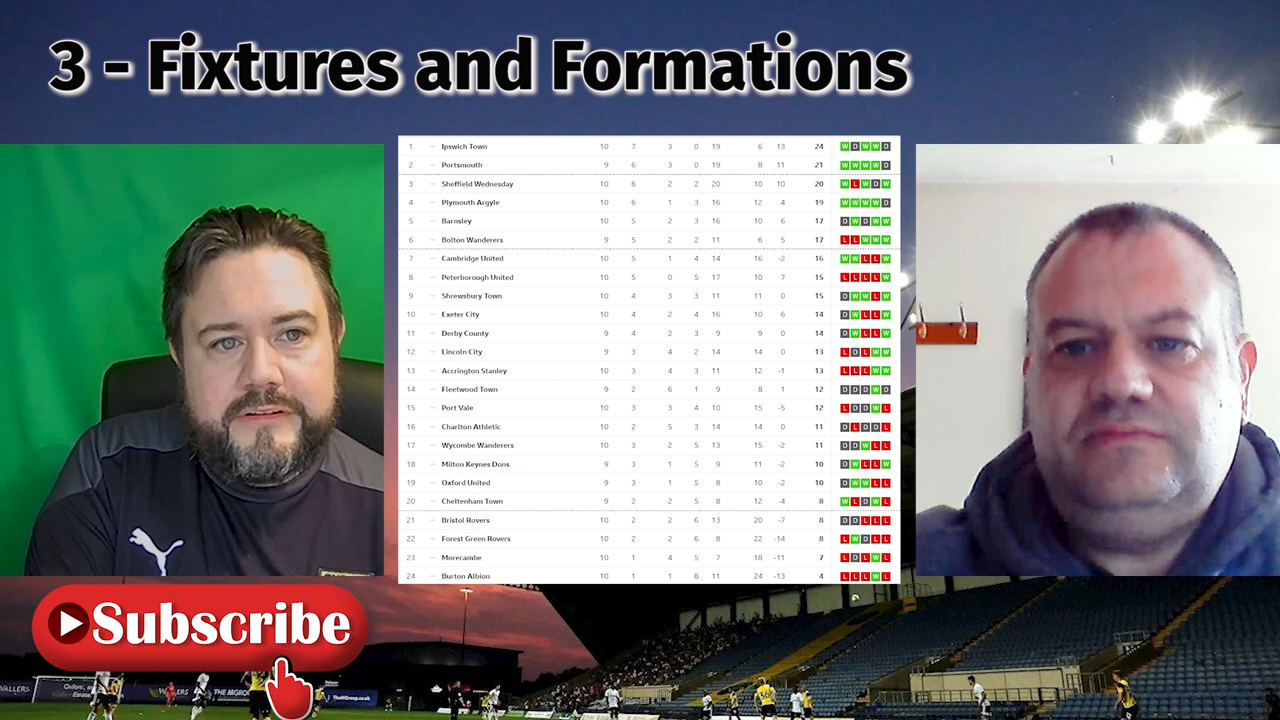 3 - Fixtures and Formations
1 Ipswich Town 10 7 3 0 19 6 13 24 W D W W D
2 Portsmouth 9 6 3 0 19 8 11 21 W W W W D
3 Sheffield Wednesday 10 6 2 2 20 10 10 20 W L W D W
4 Plymouth Argyle 10 6 1 3 16 12 4 19 W W W W D
5 Barnsley 10 5 2 3 16 10 6 17 D W D W W
6 Bolton Wanderers 9 5 2 2 11 6 5 17 L L W W W
7 Cambridge United 10 5 1 4 14 16 -2 16 W W L L W
8 Peterborough United 10 5 0 5 17 10 7 15 L L L L W
9 Shrewsbury Town 10 4 3 3 11 11 0 15 D W W L W
10 Exeter City 10 4 2 4 16 10 6 14 D W L L W
11 Derby County 9 4 2 3 9 9 0 14 D W L L W
12 Lincoln City 9 3 4 2 14 14 0 13 L D L W W
13 Accrington Stanley 10 3 4 3 11 12 -1 13 L L L W W
14 Fleetwood Town 9 2 6 1 9 8 1 12 D D D W D
15 Port Vale 10 3 3 4 10 15 -5 12 L D D W L
16 Charlton Athletic 10 2 5 3 14 14 0 11 D L D D L
17 Wycombe Wanderers 10 3 2 5 13 15 -2 11 D D W L L
18 Milton Keynes Dons 9 3 1 5 9 11 -2 10 D W L L W
19 Oxford United 9 3 1 5 8 10 -2 10 D W W L L
20 Cheltenham Town 9 2 2 5 8 12 -4 8 W L D W L
21 Bristol Rovers 10 2 2 6 13 20 -7 8 D D L L L
22 Forest Green Rovers 10 2 2 6 8 22 -14 8 L W D L L
23 Morecambe 10 1 4 5 7 18 -11 7 L D L W L
24 Burton Albion 10 1 1 8 11 24 -13 4 L L L W L
Subscribe